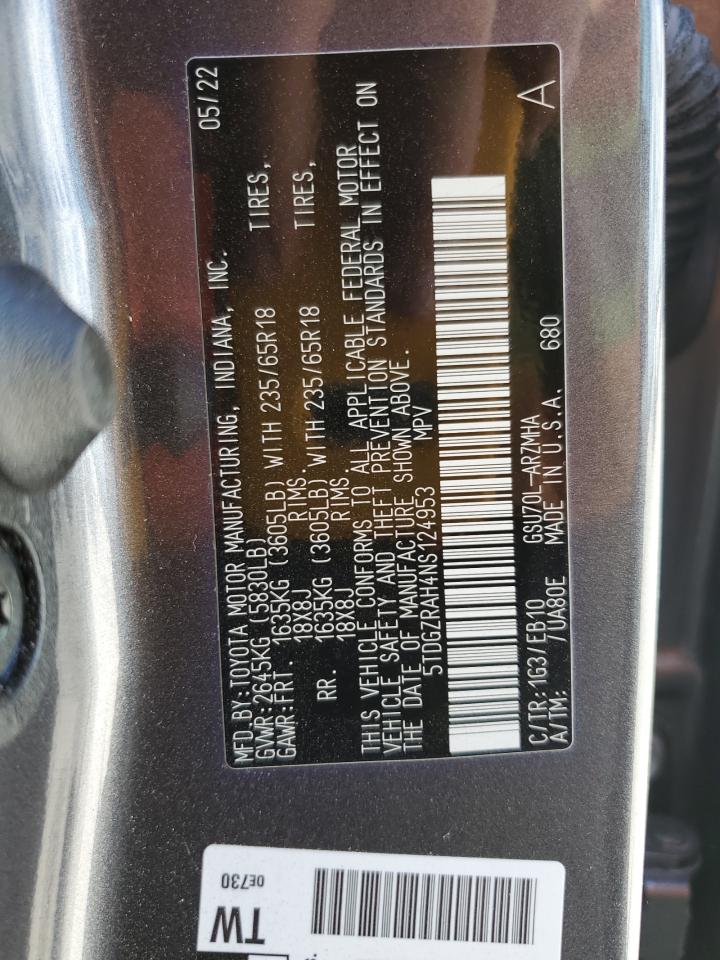 MFD.BY:TOYOTA MOTOR MANUFACTURING, INDIANA, INC. 05/22
GVWR:2645KG (5830LB)
GAWR:FRT. 1635KG (3605LB) WITH 235/65R18 TIRES,
18X8J RIMS.
RR. 1635KG (3605LB) WITH 235/65R18 TIRES,
18X8J RIMS.
THIS VEHICLE CONFORMS TO ALL APPLICABLE FEDERAL MOTOR
VEHICLE SAFETY AND THEFT PREVENTION STANDARDS IN EFFECT ON
THE DATE OF MANUFACTURE SHOWN ABOVE.
5TDGZRAH4NS124953 MPV
C/TR:1G3/EB10 GSU70L-ARZMHA A
A/TM: /UA80E MADE IN U.S.A. 680
TW 0E730